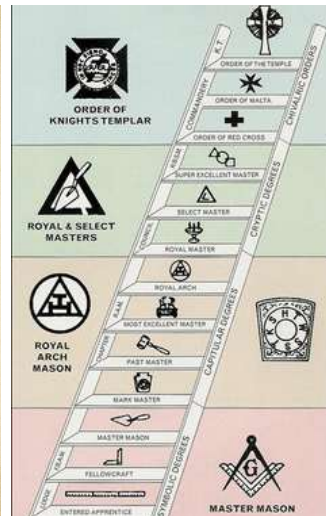 K.T.
ORDER OF THE TEMPLE
ORDER OF
KNIGHTS TEMPLAR
COMMANDERY
CHIVALRIC ORDERS
ORDER OF MALTA
ORDER OF RED CROSS
SUPER EXCELLENT MASTER
ROYAL & SELECT
MASTERS
SELECT MASTER
COUNCIL
CRYPTIC DEGREES
ROYAL MASTER
ROYAL ARCH
ROYAL
ARCH
MASON
R.A.M.
MOST EXCELLENT MASTER
CHAPTER
PAST MASTER
CAPITULAR DEGREES
MARK MASTER
H T W S S T K S
MASTER MASON
FELLOWCRAFT
LODGE
ENTERED APPRENTICE
SYMBOLIC DEGREES
G
MASTER MASON